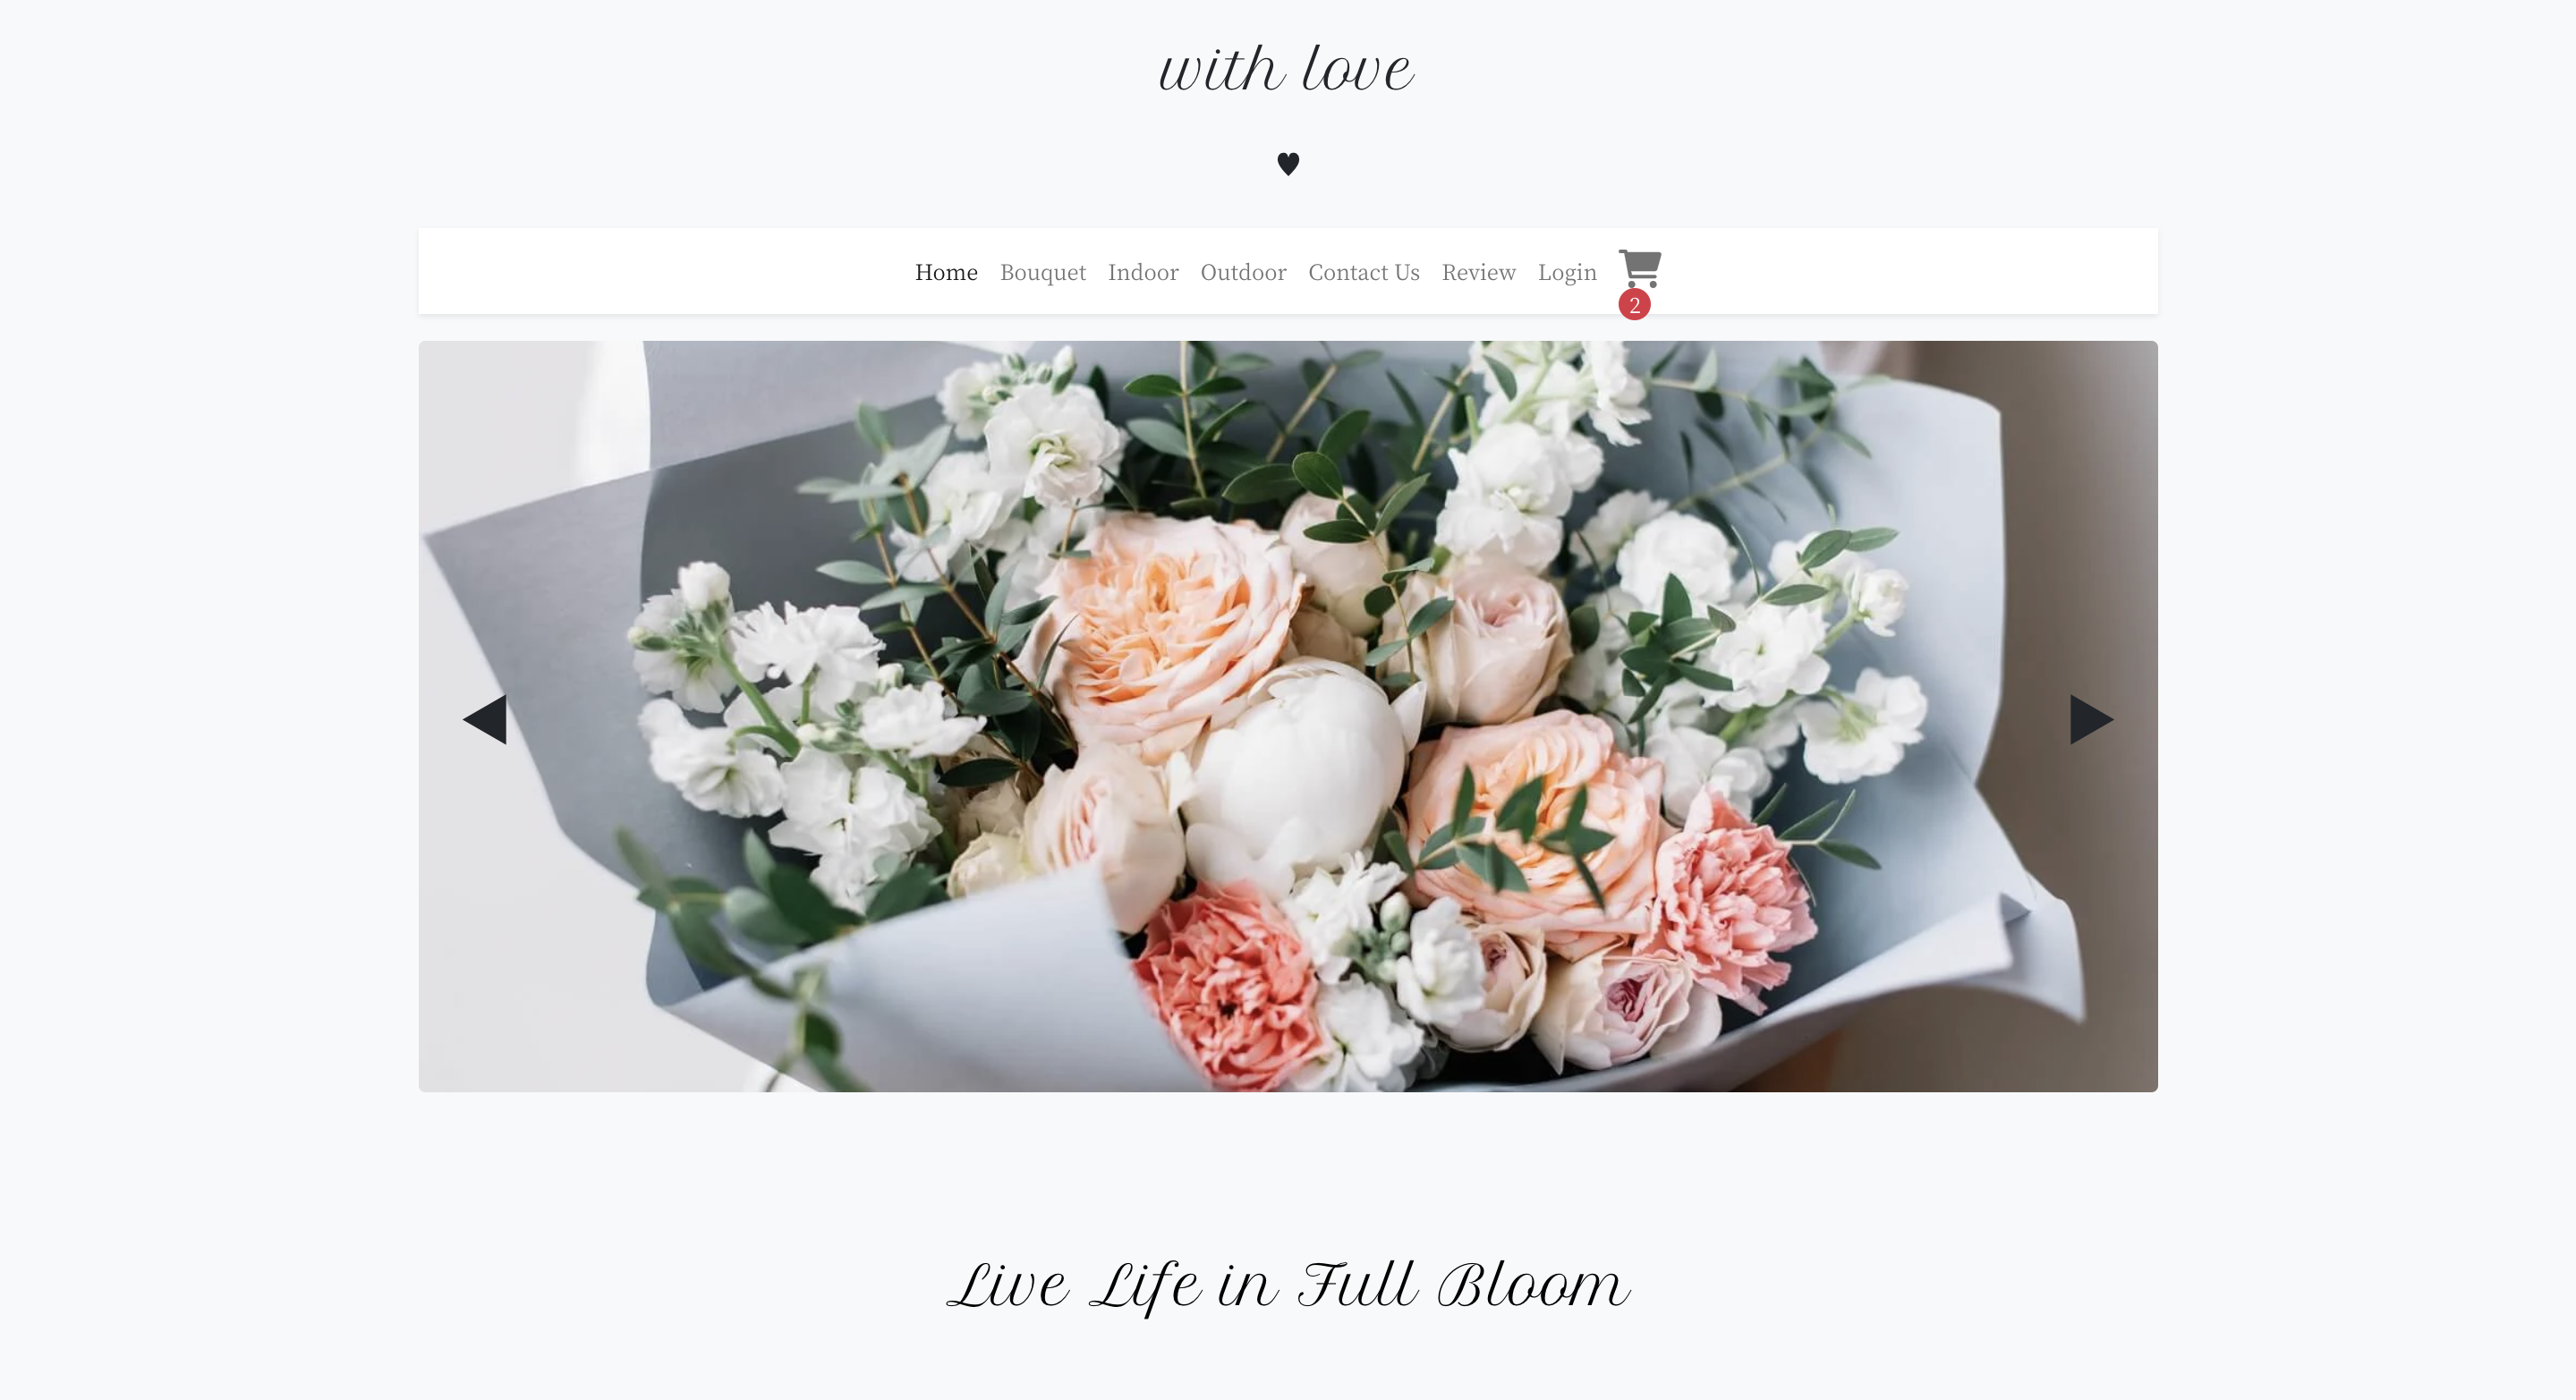 with love
♥
Home Bouquet Indoor Outdoor Contact Us Review Login
2
Live Life in Full Bloom